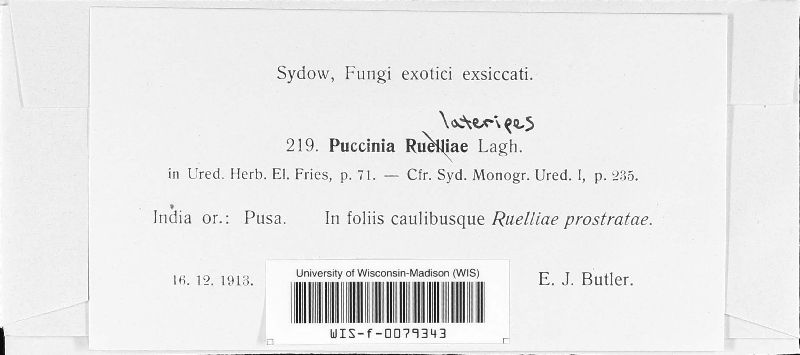 Sydow, Fungi exotici exsiccati.
lateripes
219. Puccinia Ruelliae Lagh.
in Ured. Herb. El. Fries, p. 71. — Cfr. Syd. Monogr. Ured. I, p. 235.
India or.: Pusa. In foliis caulibusque Ruelliae prostratae.
16. 12. 1913.
E. J. Butler.
University of Wisconsin-Madison (WIS)
WIS-f-0079343